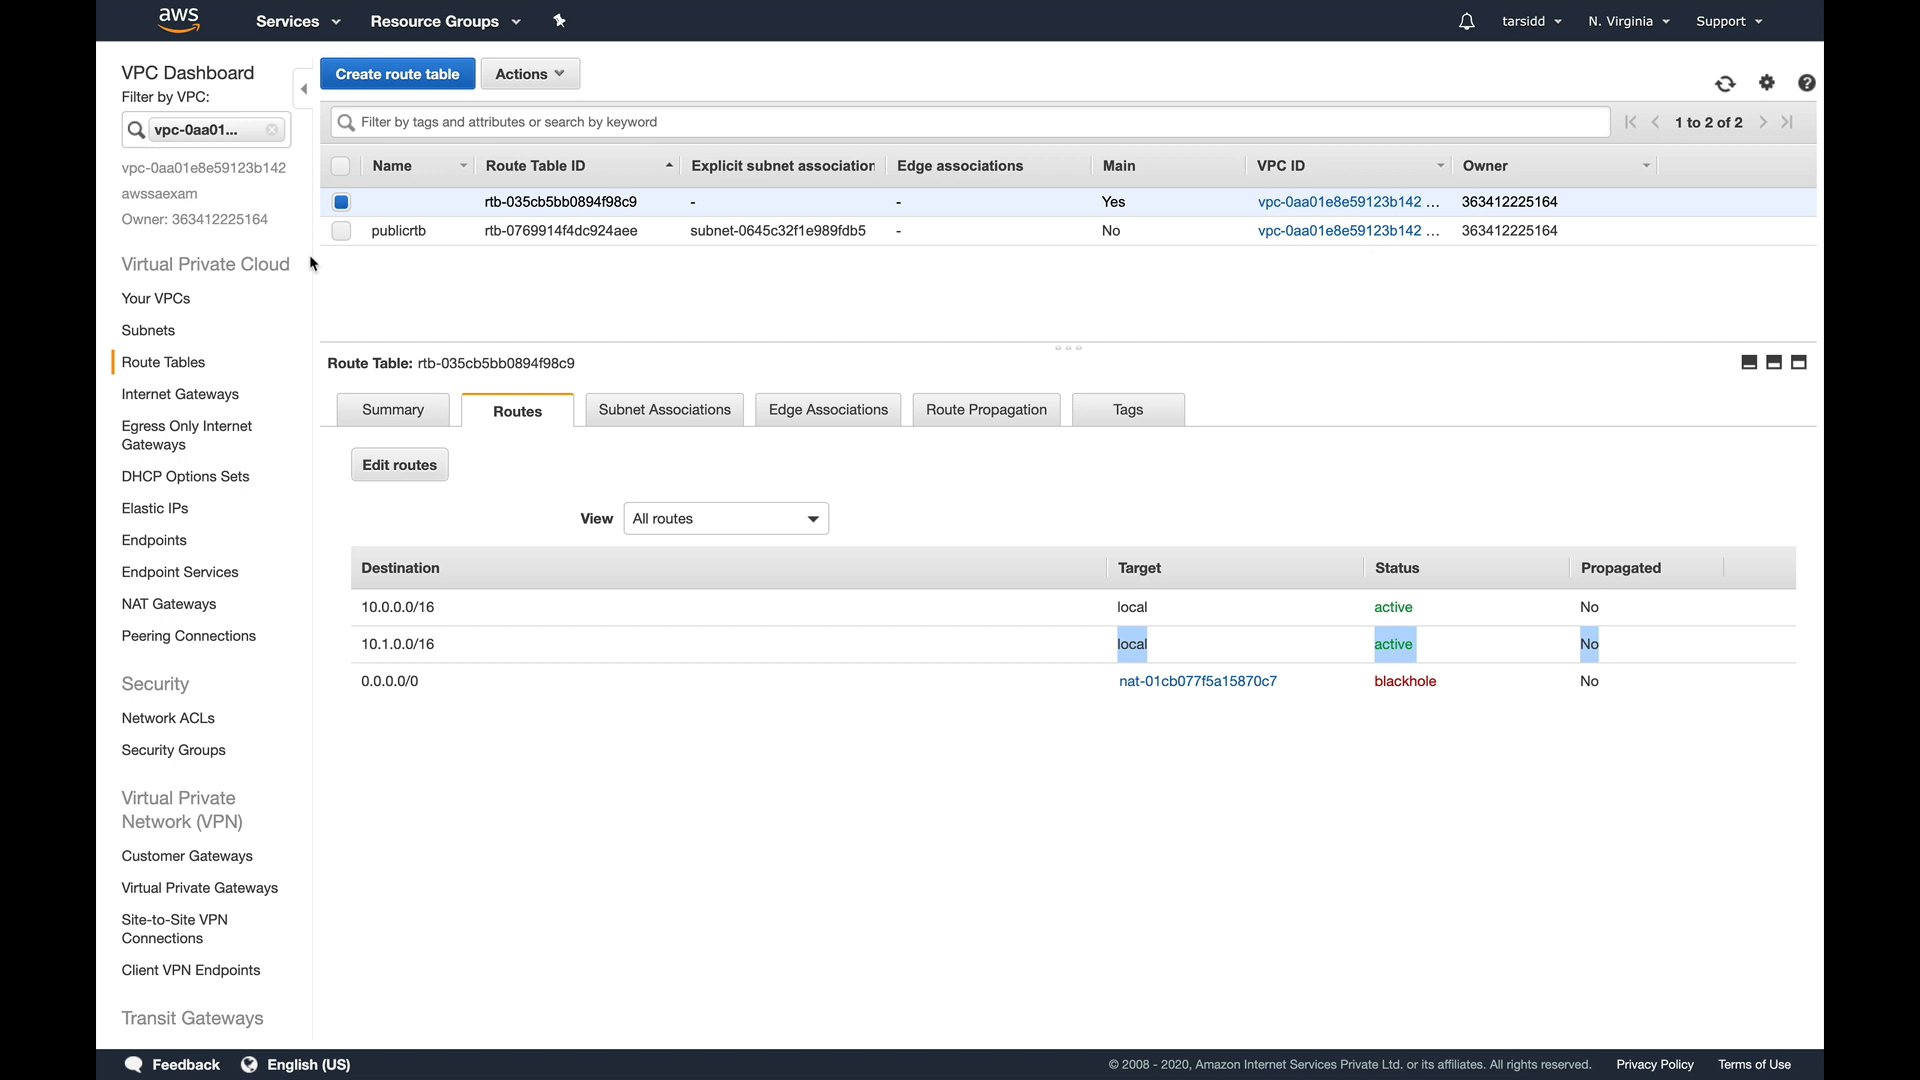 aws
Services
Resource Groups
tarsidd
N. Virginia
Support
VPC Dashboard
Filter by VPC:
vpc-0aa01...
vpc-0aa01e8e59123b142
awssaexam
Owner: 363412225164
Virtual Private Cloud
Your VPCs
Subnets
Route Tables
Internet Gateways
Egress Only Internet
Gateways
DHCP Options Sets
Elastic IPs
Endpoints
Endpoint Services
NAT Gateways
Peering Connections
Security
Network ACLs
Security Groups
Virtual Private
Network (VPN)
Customer Gateways
Virtual Private Gateways
Site-to-Site VPN
Connections
Client VPN Endpoints
Transit Gateways
Create route table
Actions
Filter by tags and attributes or search by keyword
1 to 2 of 2
Name Route Table ID Explicit subnet association Edge associations Main VPC ID Owner
rtb-035cb5bb0894f98c9 - - Yes vpc-0aa01e8e59123b142 ... 363412225164
publicrtb rtb-0769914f4dc924aee subnet-0645c32f1e989fdb5 - No vpc-0aa01e8e59123b142 ... 363412225164
Route Table: rtb-035cb5bb0894f98c9
Summary Routes Subnet Associations Edge Associations Route Propagation Tags
Edit routes
View All routes
Destination Target Status Propagated
10.0.0.0/16 local active No
10.1.0.0/16 local active No
0.0.0.0/0 nat-01cb077f5a15870c7 blackhole No
Feedback
English (US)
© 2008 - 2020, Amazon Internet Services Private Ltd. or its affiliates. All rights reserved.
Privacy Policy
Terms of Use